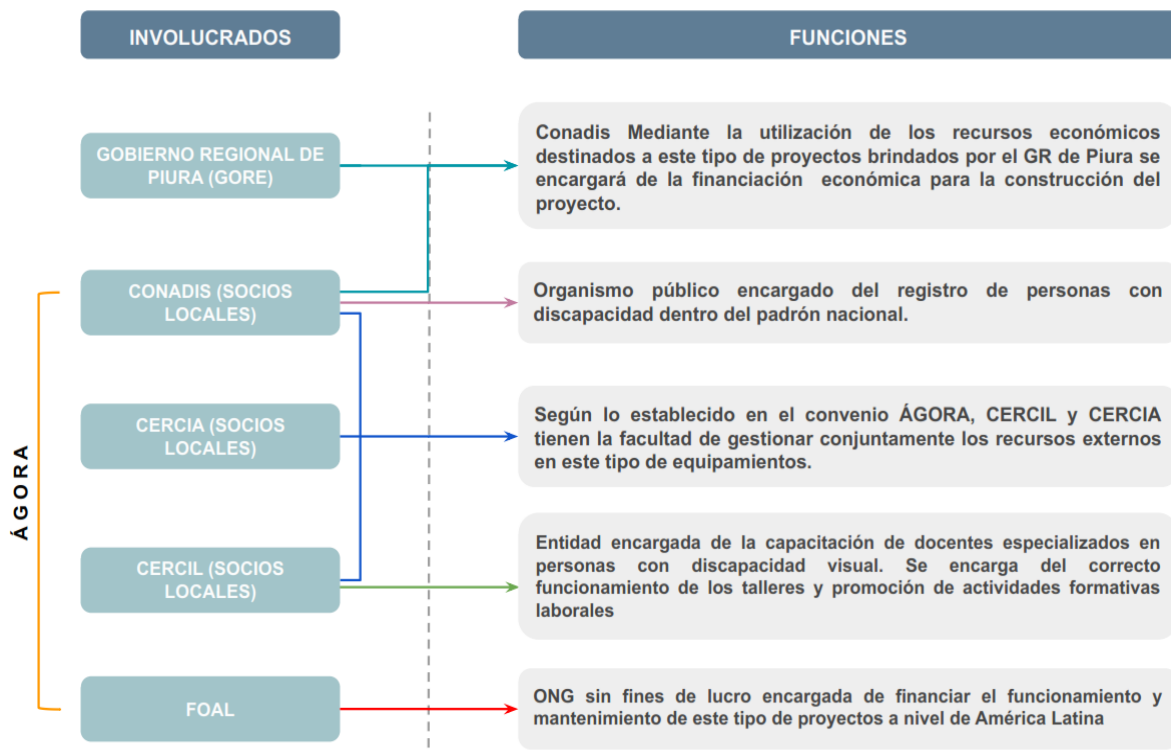 INVOLUCRADOS
FUNCIONES
GOBIERNO REGIONAL DE
PIURA (GORE)
Conadis Mediante la utilización de los recursos económicos
destinados a este tipo de proyectos brindados por el GR de Piura se
encargará de la financiación económica para la construcción del
proyecto.
CONADIS (SOCIOS
LOCALES)
Organismo público encargado del registro de personas con
discapacidad dentro del padrón nacional.
CERCIA (SOCIOS
LOCALES)
Según lo establecido en el convenio ÁGORA, CERCIL y CERCIA
tienen la facultad de gestionar conjuntamente los recursos externos
en este tipo de equipamientos.
CERCIL (SOCIOS
LOCALES)
Entidad encargada de la capacitación de docentes especializados en
personas con discapacidad visual. Se encarga del correcto
funcionamiento de los talleres y promoción de actividades formativas
laborales
FOAL
ONG sin fines de lucro encargada de financiar el funcionamiento y
mantenimiento de este tipo de proyectos a nivel de América Latina
ÁGORA